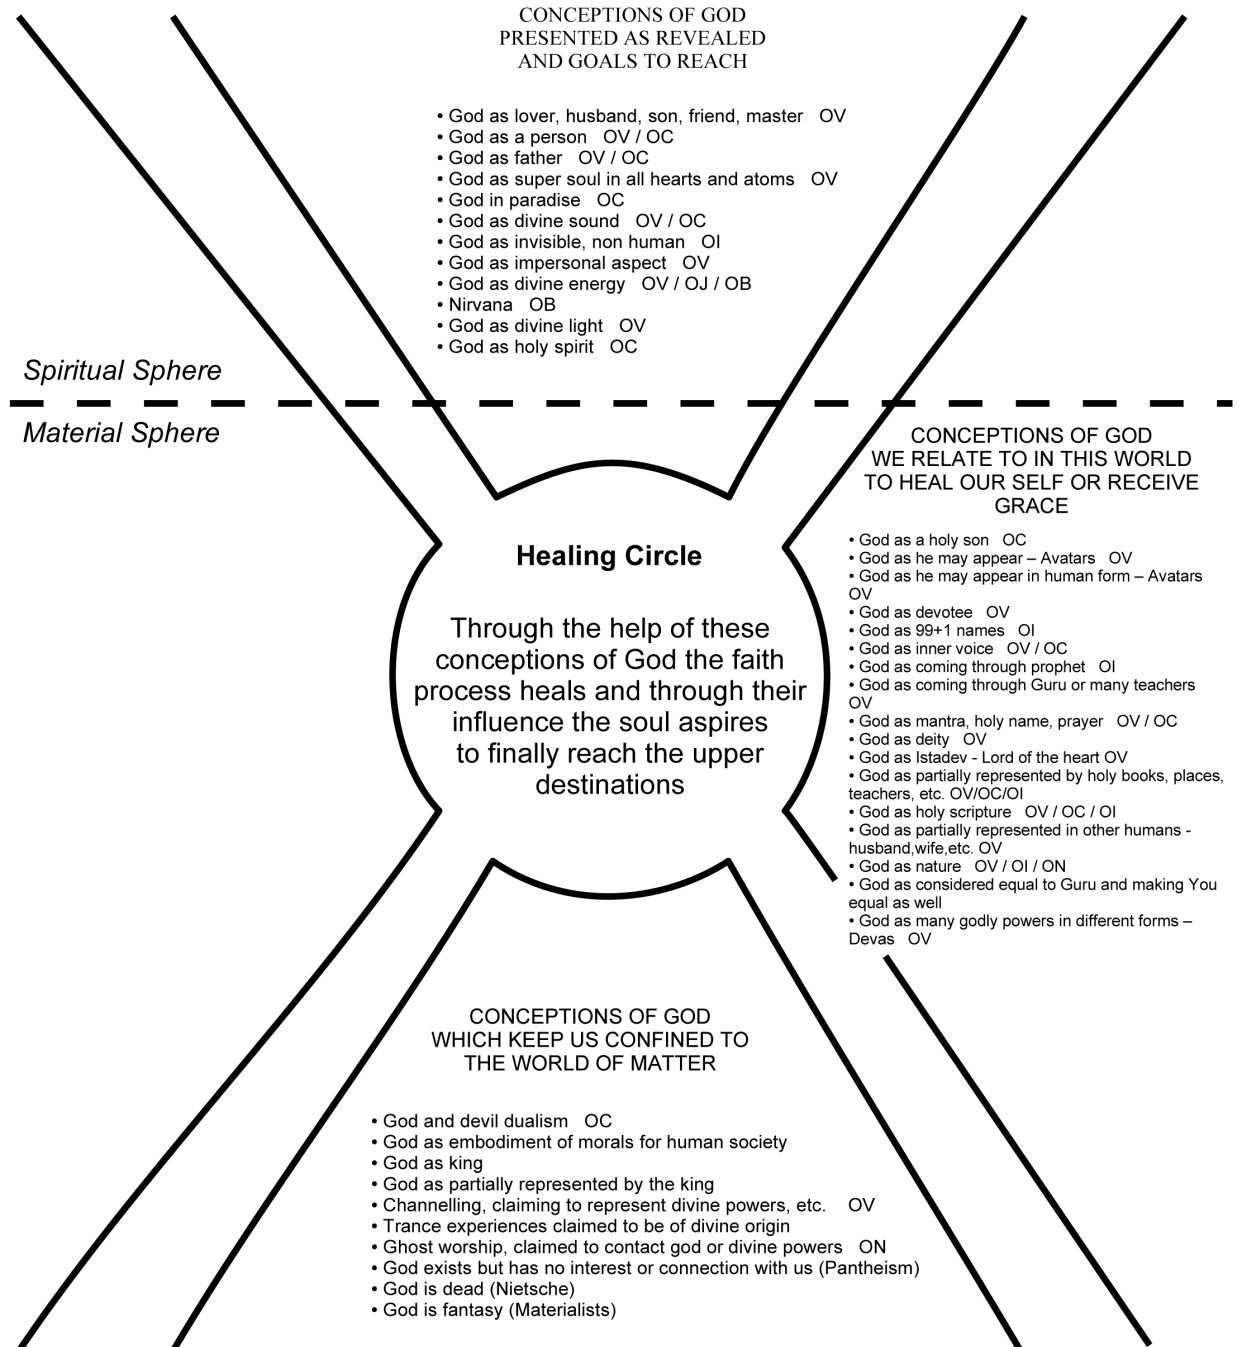 CONCEPTIONS OF GOD
PRESENTED AS REVEALED
AND GOALS TO REACH
• God as lover, husband, son, friend, master OV
• God as a person OV / OC
• God as father OV / OC
• God as super soul in all hearts and atoms OV
• God in paradise OC
• God as divine sound OV / OC
• God as invisible, non human OI
• God as impersonal aspect OV
• God as divine energy OV / OJ / OB
• Nirvana OB
• God as divine light OV
• God as holy spirit OC
Spiritual Sphere
Material Sphere
CONCEPTIONS OF GOD
WE RELATE TO IN THIS WORLD
TO HEAL OUR SELF OR RECEIVE
GRACE
• God as a holy son OC
• God as he may appear – Avatars OV
• God as he may appear in human form – Avatars
OV
• God as devotee OV
• God as 99+1 names OI
• God as inner voice OV / OC
• God as coming through prophet OI
• God as coming through Guru or many teachers
OV
• God as mantra, holy name, prayer OV / OC
• God as deity OV
• God as Istadev - Lord of the heart OV
• God as partially represented by holy books, places,
teachers, etc. OV/OC/OI
• God as holy scripture OV / OC / OI
• God as partially represented in other humans -
husband,wife,etc. OV
• God as nature OV / OI / ON
• God as considered equal to Guru and making You
equal as well
• God as many godly powers in different forms –
Devas OV
Healing Circle
Through the help of these
conceptions of God the faith
process heals and through their
influence the soul aspires
to finally reach the upper
destinations
CONCEPTIONS OF GOD
WHICH KEEP US CONFINED TO
THE WORLD OF MATTER
• God and devil dualism OC
• God as embodiment of morals for human society
• God as king
• God as partially represented by the king
• Channelling, claiming to represent divine powers, etc. OV
• Trance experiences claimed to be of divine origin
• Ghost worship, claimed to contact god or divine powers ON
• God exists but has no interest or connection with us (Pantheism)
• God is dead (Nietsche)
• God is fantasy (Materialists)